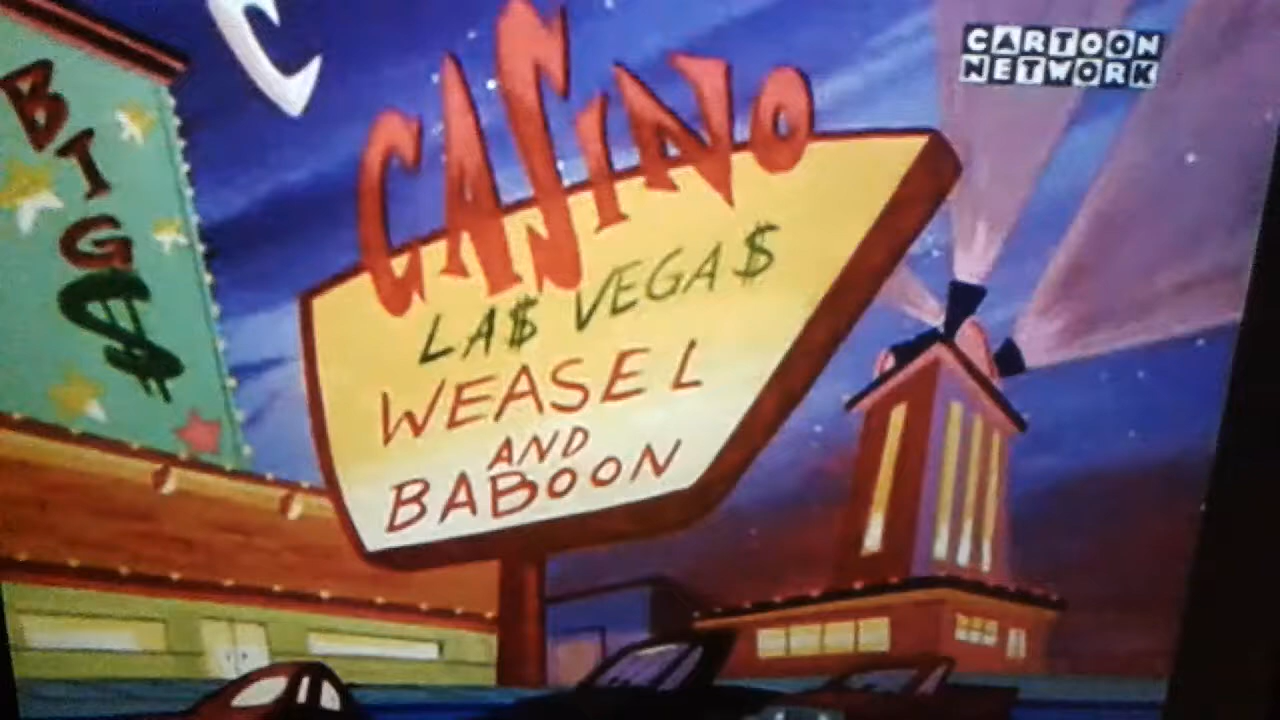 BIG$
C
CASINO
LA$ VEGA$
WEASEL
AND
BABOON
CARTOON
NETWORK